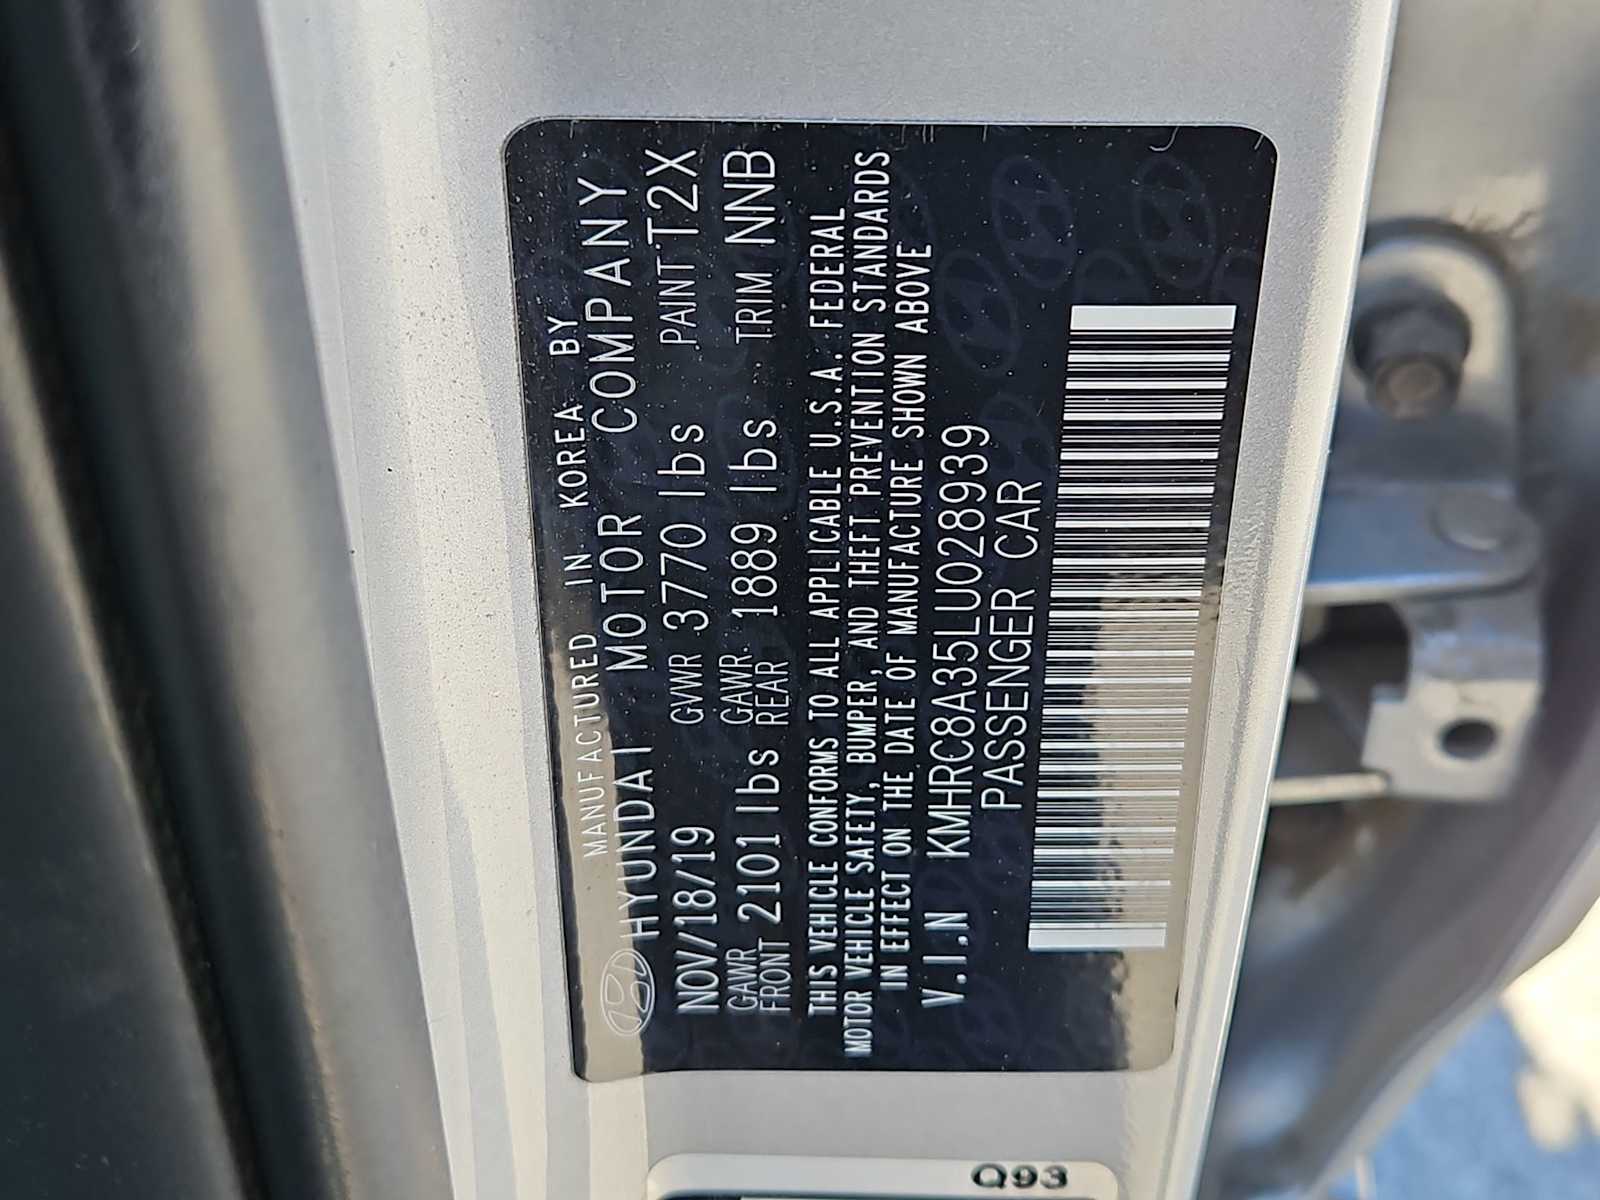 MANUFACTURED IN KOREA BY
HYUNDAI MOTOR COMPANY
NOV/18/19 GVWR 3770 lbs PAINT T2X
GAWR FRONT 2101 lbs GAWR REAR 1889 lbs TRIM NNB
THIS VEHICLE CONFORMS TO ALL APPLICABLE U.S.A. FEDERAL
MOTOR VEHICLE SAFETY, BUMPER, AND THEFT PREVENTION STANDARDS
IN EFFECT ON THE DATE OF MANUFACTURE SHOWN ABOVE
V.I.N KMHRC8A35LU028939
PASSENGER CAR
Q93